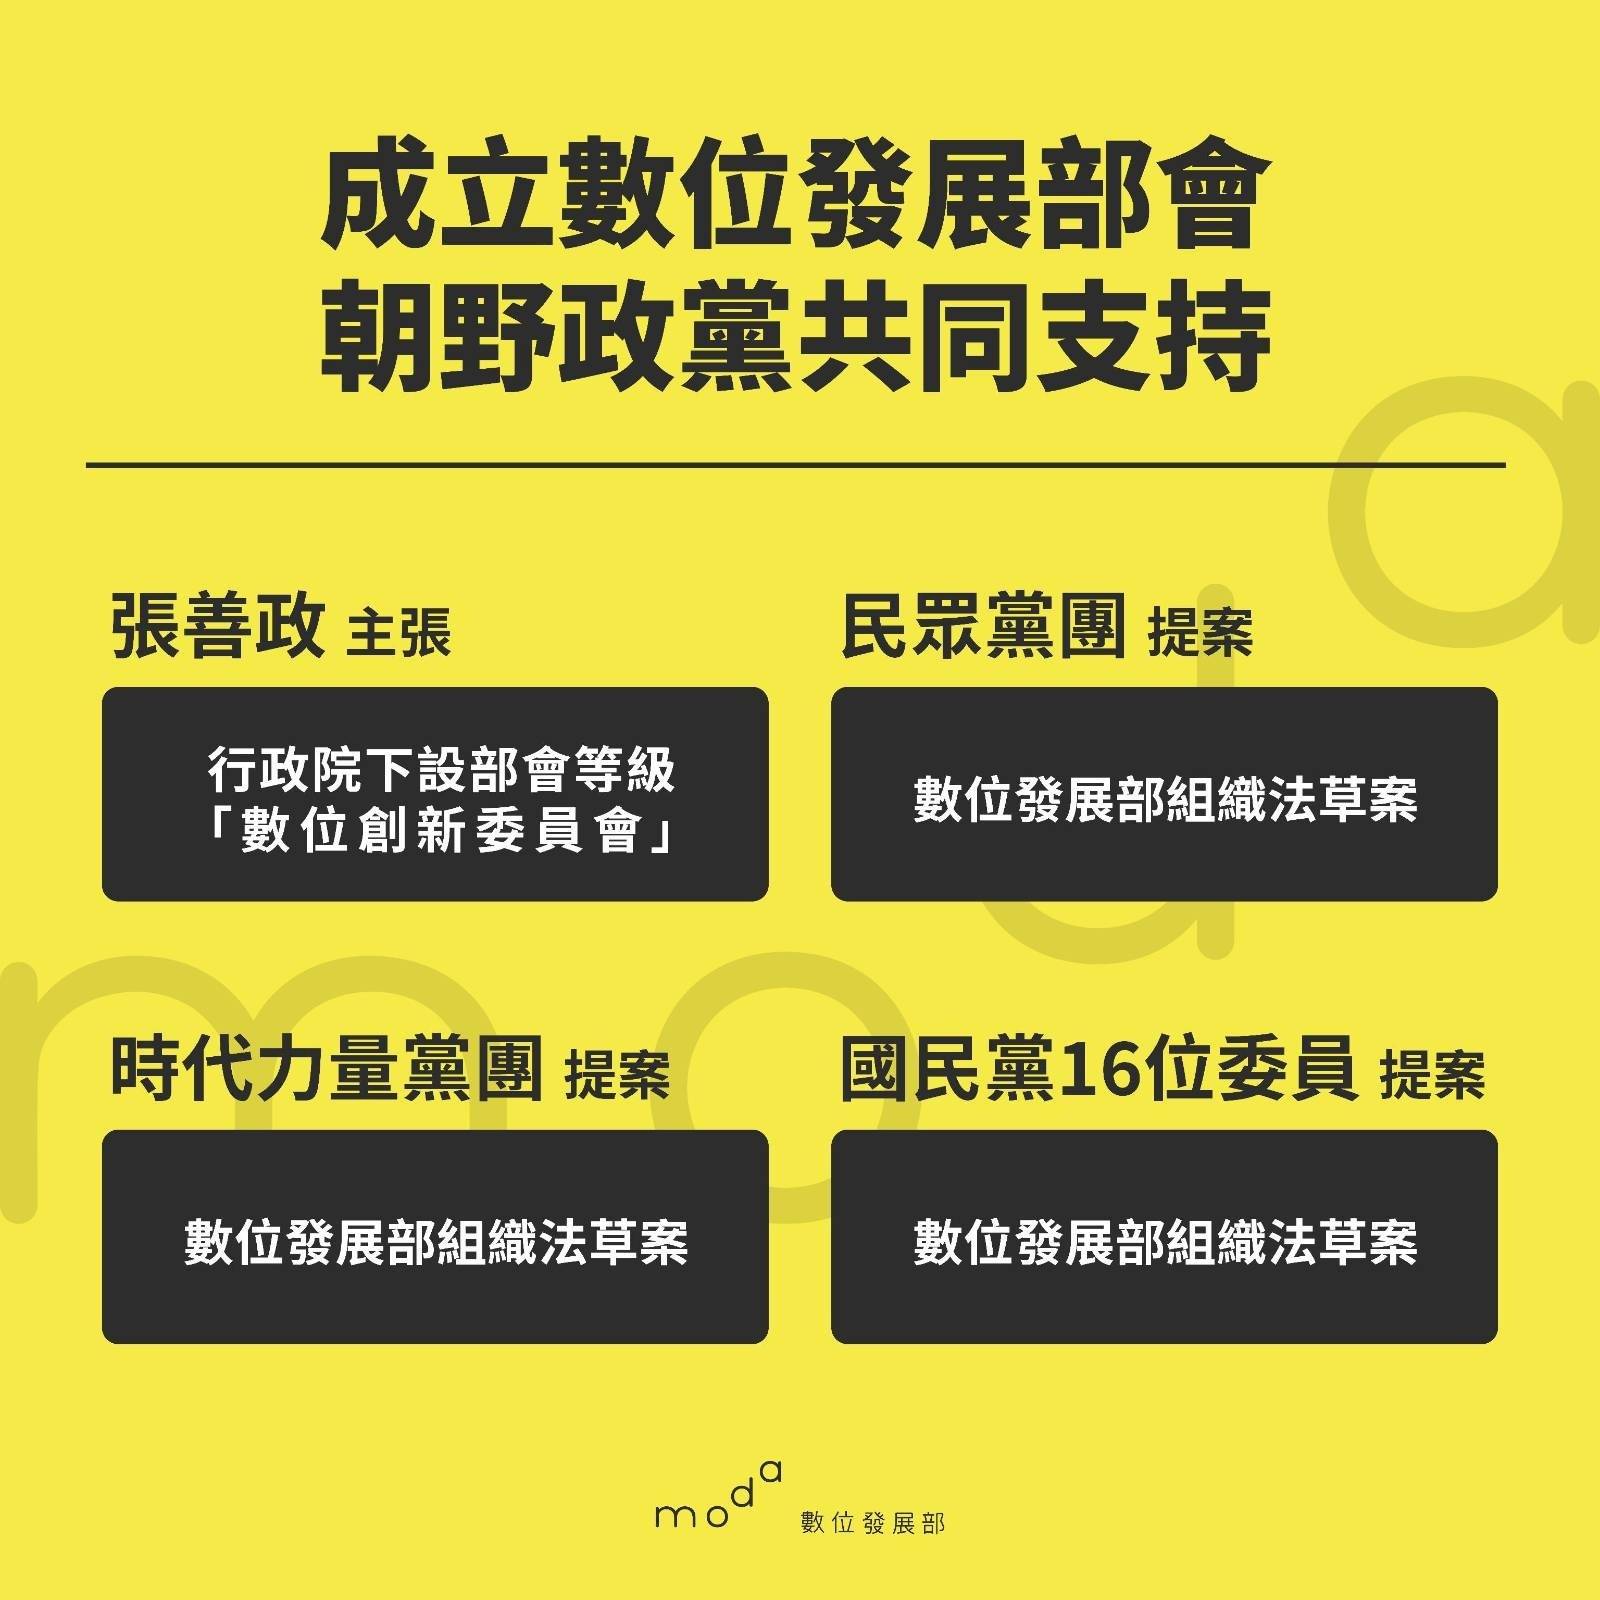 成立數位發展部會
朝野政黨共同支持
張善政 主張
行政院下設部會等級
「數位創新委員會」
民眾黨團 提案
數位發展部組織法草案
時代力量黨團 提案
數位發展部組織法草案
國民黨16位委員 提案
數位發展部組織法草案
moda 數位發展部